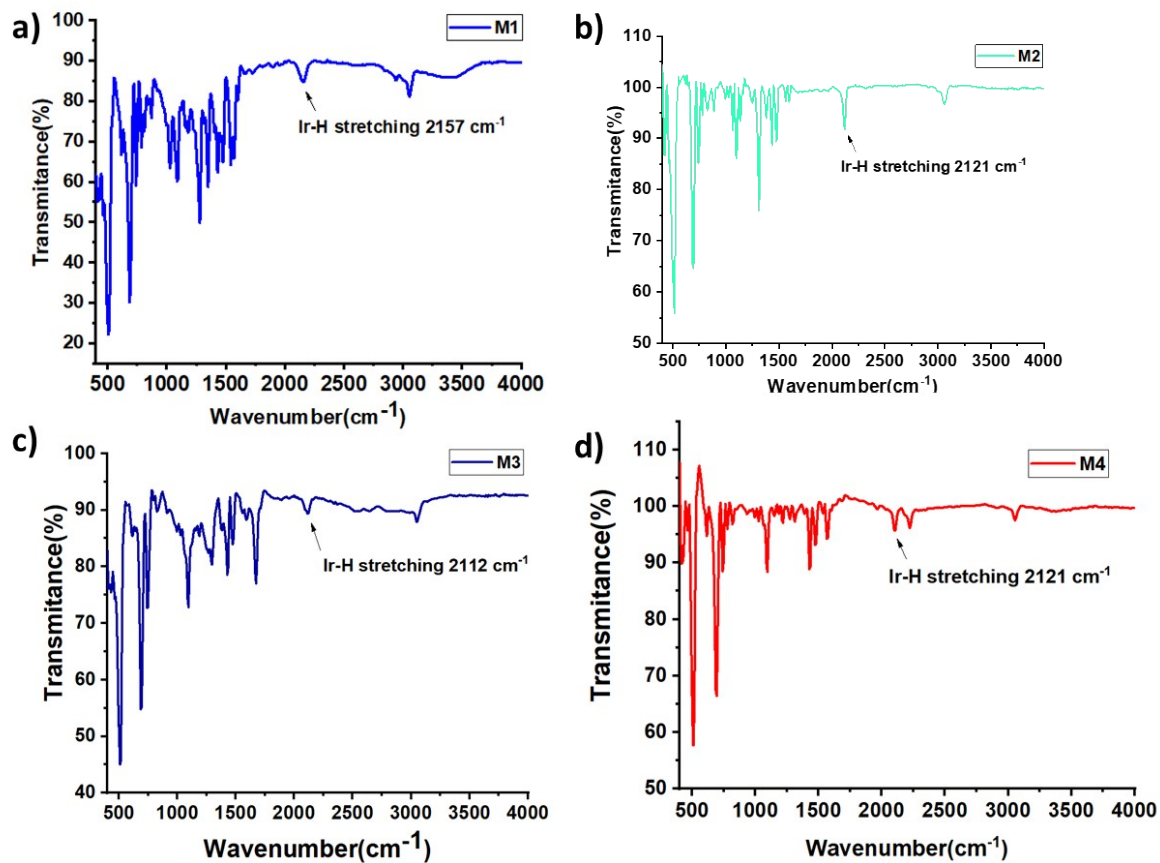 a)
M1
100
90
80
70
60
50
40
30
20
Transmitance(%)
Ir-H stretching 2157 cm⁻¹
500 1000 1500 2000 2500 3000 3500 4000
Wavenumber(cm⁻¹)
b)
M2
110
100
90
80
70
60
50
Transmitance(%)
Ir-H stretching 2121 cm⁻¹
500 1000 1500 2000 2500 3000 3500 4000
Wavenumber(cm⁻¹)
c)
M3
100
90
80
70
60
50
40
Transmitance(%)
Ir-H stretching 2112 cm⁻¹
500 1000 1500 2000 2500 3000 3500 4000
Wavenumber(cm⁻¹)
d)
M4
110
100
90
80
70
60
50
Transmitance(%)
Ir-H stretching 2121 cm⁻¹
500 1000 1500 2000 2500 3000 3500 4000
Wavenumber(cm⁻¹)